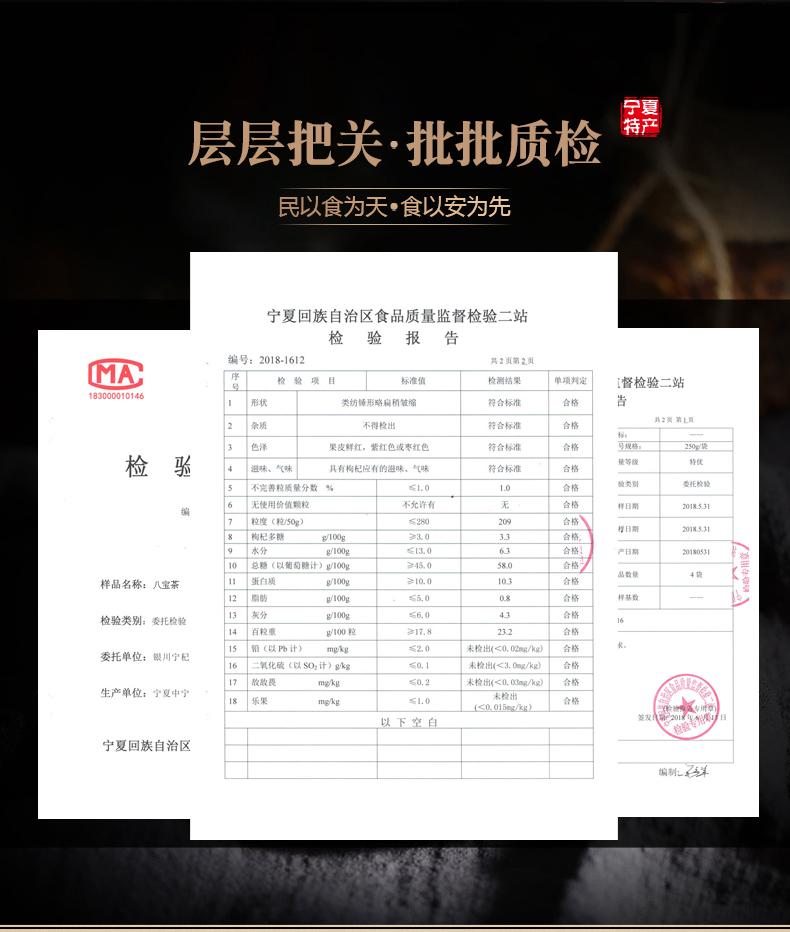 层层把关·批批质检
宁夏
特产
民以食为天•食以安为先
MA
183000010146
检 验
编
样品名称：八宝茶
检验类别：委托检验
委托单位：银川宁杞
生产单位：宁夏中宁
宁夏回族自治区
宁夏回族自治区食品质量监督检验二站
检 验 报 告
编号：2018-1612
共2页第2页
序号 检 验 项 目 标准值 检测结果 单项判定
1 形状 类纺锤形略扁稍皱缩 符合标准 合格
2 杂质 不得检出 符合标准 合格
3 色泽 果皮鲜红，紫红色或枣红色 符合标准 合格
4 滋味、气味 具有枸杞应有的滋味、气味 符合标准 合格
5 不完善粒质量分数 % ≤1.0 1.0 合格
6 无使用价值颗粒 不允许有 无 合格
7 粒度（粒/50g） ≤280 209 合格
8 枸杞多糖 g/100g ≥3.0 3.3 合格
9 水分 g/100g ≤13.0 6.3 合格
10 总糖（以葡萄糖计）g/100g ≥45.0 58.0 合格
11 蛋白质 g/100g ≥10.0 10.3 合格
12 脂肪 g/100g ≤5.0 0.8 合格
13 灰分 g/100g ≤6.0 4.3 合格
14 百粒重 g/100粒 ≥17.8 23.2 合格
15 铅（以Pb计） mg/kg ≤2.0 未检出(＜0.02mg/kg) 合格
16 二氧化硫（以SO2计）g/kg ≤0.1 未检出(＜3.0mg/kg) 合格
17 敌敌畏 mg/kg ≤0.2 未检出(＜0.03mg/kg) 合格
18 乐果 mg/kg ≤1.0 未检出(＜0.015mg/kg) 合格
以下空白
督检验二站
告
共2页 第1页
标： ——
号规格： 250g/袋
量等级 特优
验类别 委托检验
样日期 2018.5.31
日期 2018.5.31
产日期 20180531
品数量 4袋
样基数 ——
16
求。
签发日期
编制：